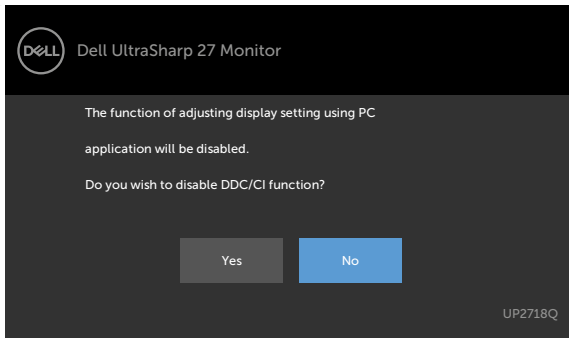 DELL
Dell UltraSharp 27 Monitor
The function of adjusting display setting using PC
application will be disabled.
Do you wish to disable DDC/CI function?
Yes
No
UP2718Q